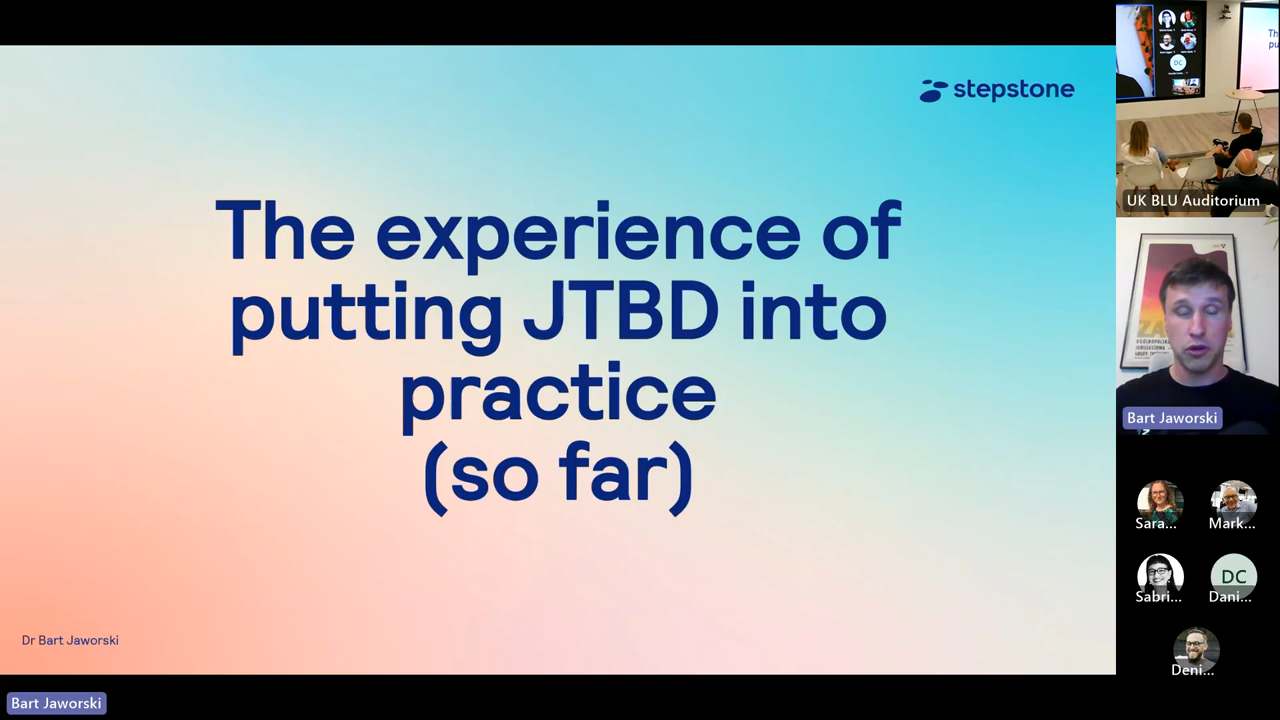 stepstone
The experience of
putting JTBD into
practice
(so far)
Dr Bart Jaworski
Bart Jaworski
UK BLU Auditorium
Bart Jaworski
Sara...
Mark...
Sabri...
DC
Dani...
Deni...